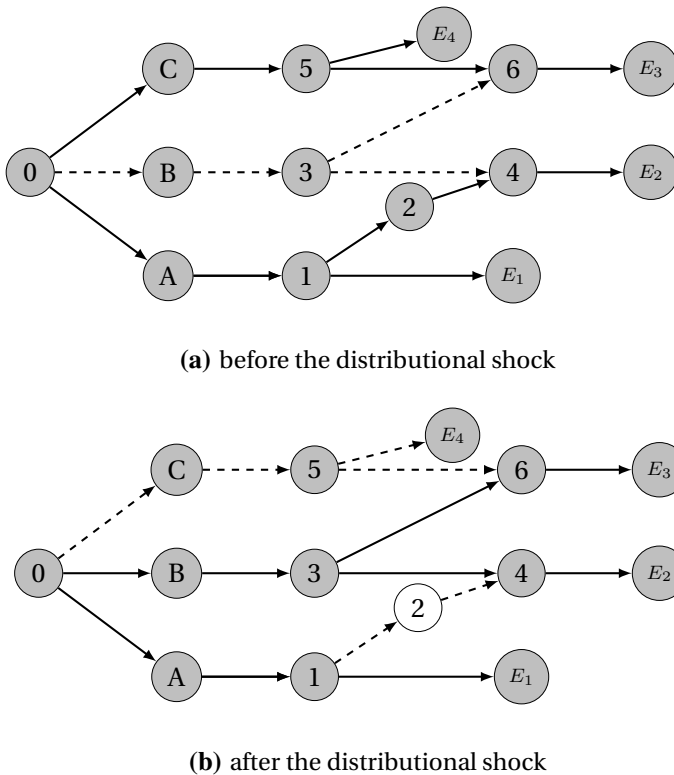 E4
C 5 6 E3
0 B 3 4 E2
2
A 1 E1
(a) before the distributional shock
E4
C 5 6 E3
0 B 3 4 E2
2
A 1 E1
(b) after the distributional shock